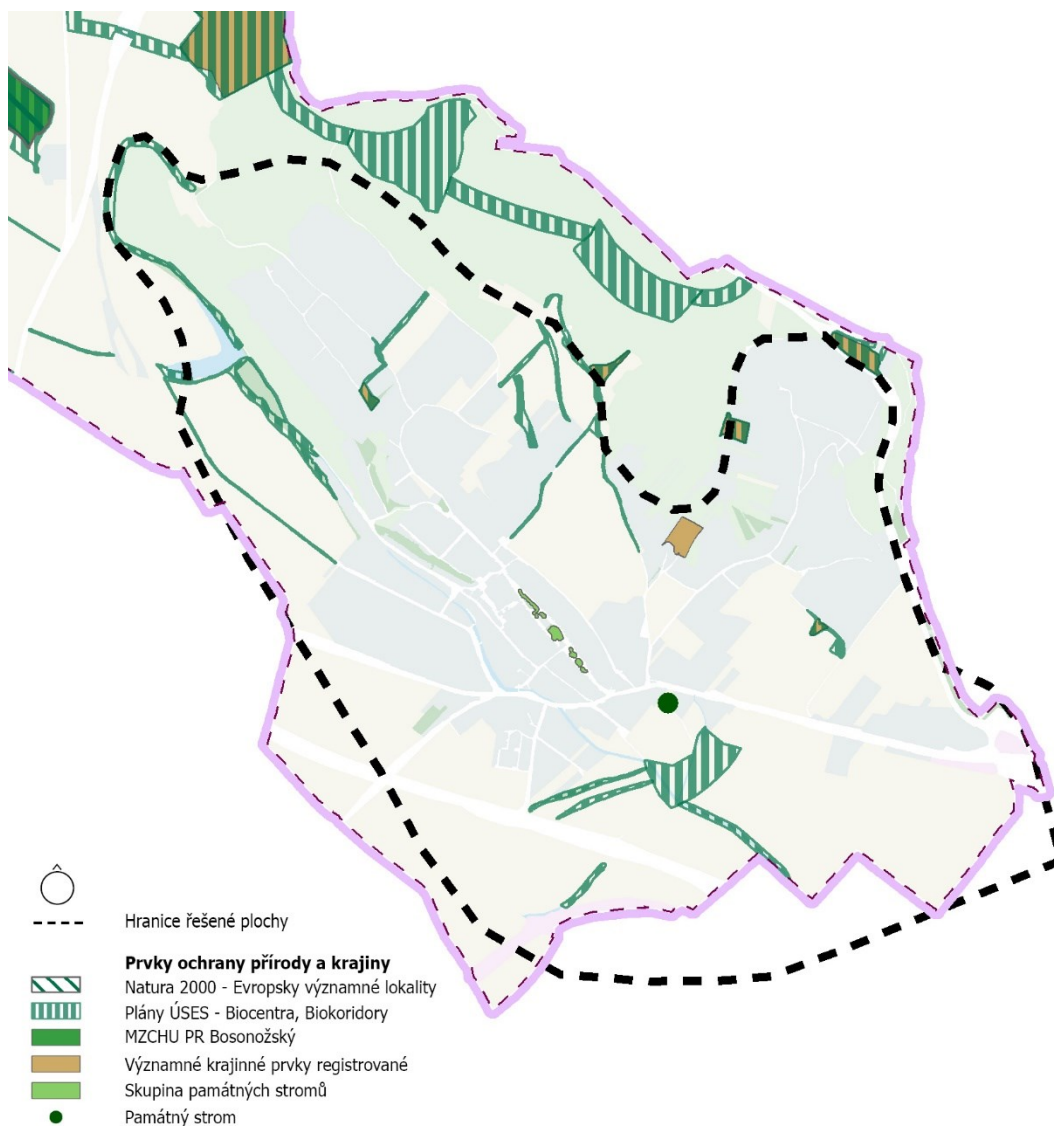 Hranice řešené plochy
Prvky ochrany přírody a krajiny
Natura 2000 - Evropsky významné lokality
Plány ÚSES - Biocentra, Biokoridory
MZCHU PR Bosonožský
Významné krajinné prvky registrované
Skupina památných stromů
Památný strom